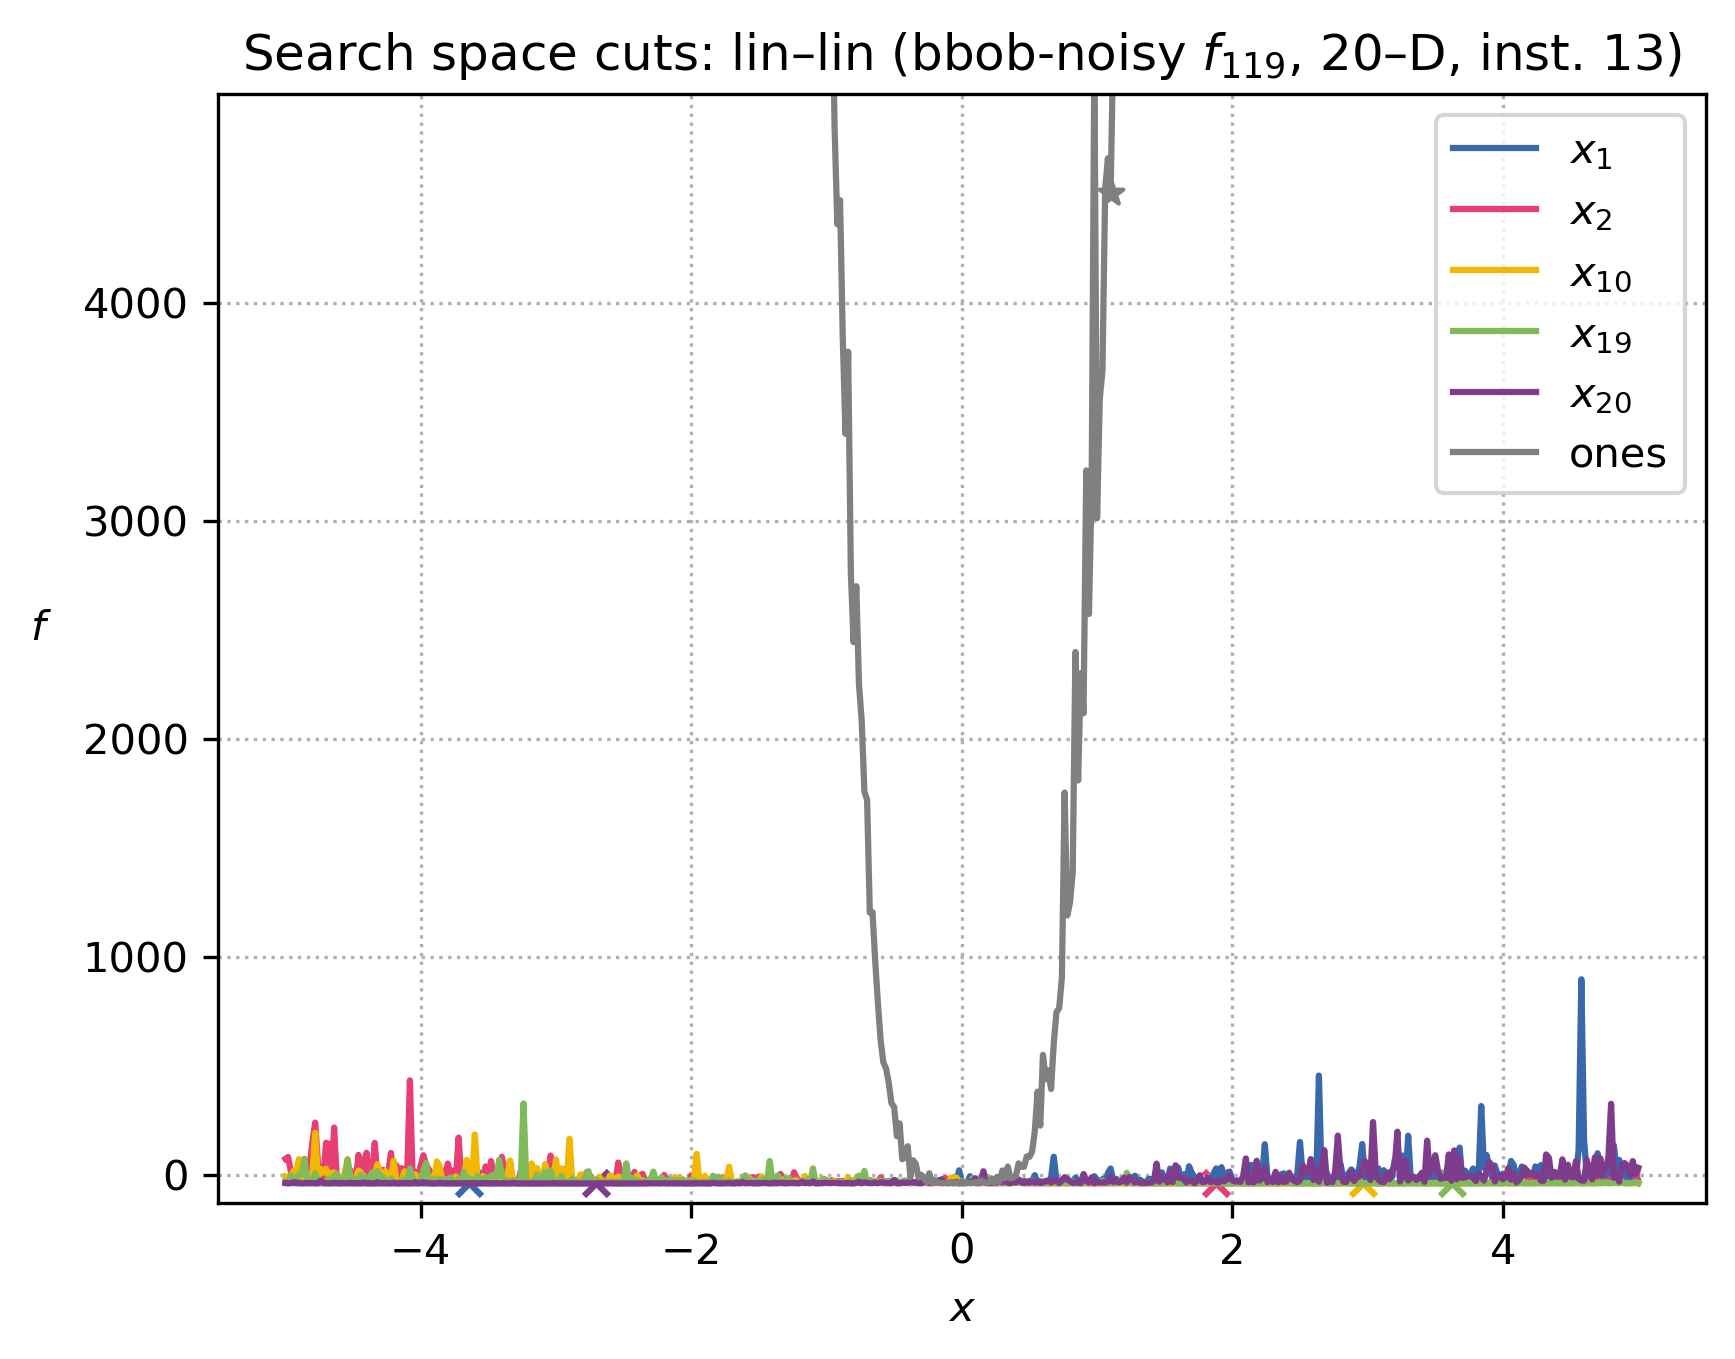 Search space cuts: lin–lin (bbob-noisy f₁₁₉, 20–D, inst. 13)
x₁
x₂
x₁₀
x₁₉
x₂₀
ones
4000
3000
2000
1000
0
f
−4
−2
0
2
4
x